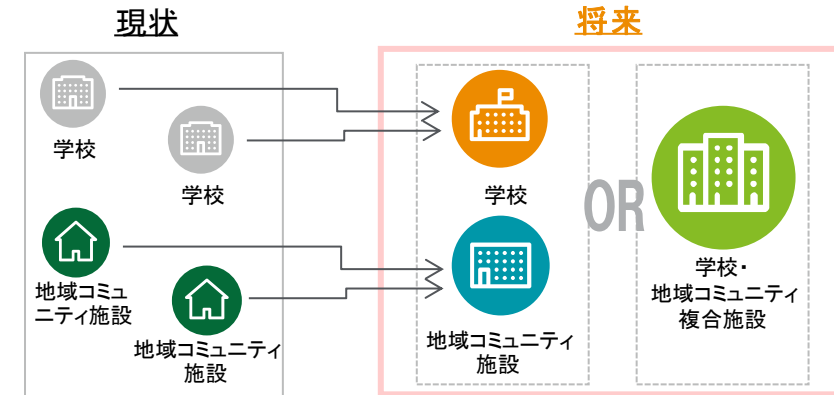 現状
学校
学校
地域コミュ
ニティ施設
地域コミュニティ
施設
将来
学校
地域コミュニティ
施設
OR
学校・
地域コミュニティ
複合施設